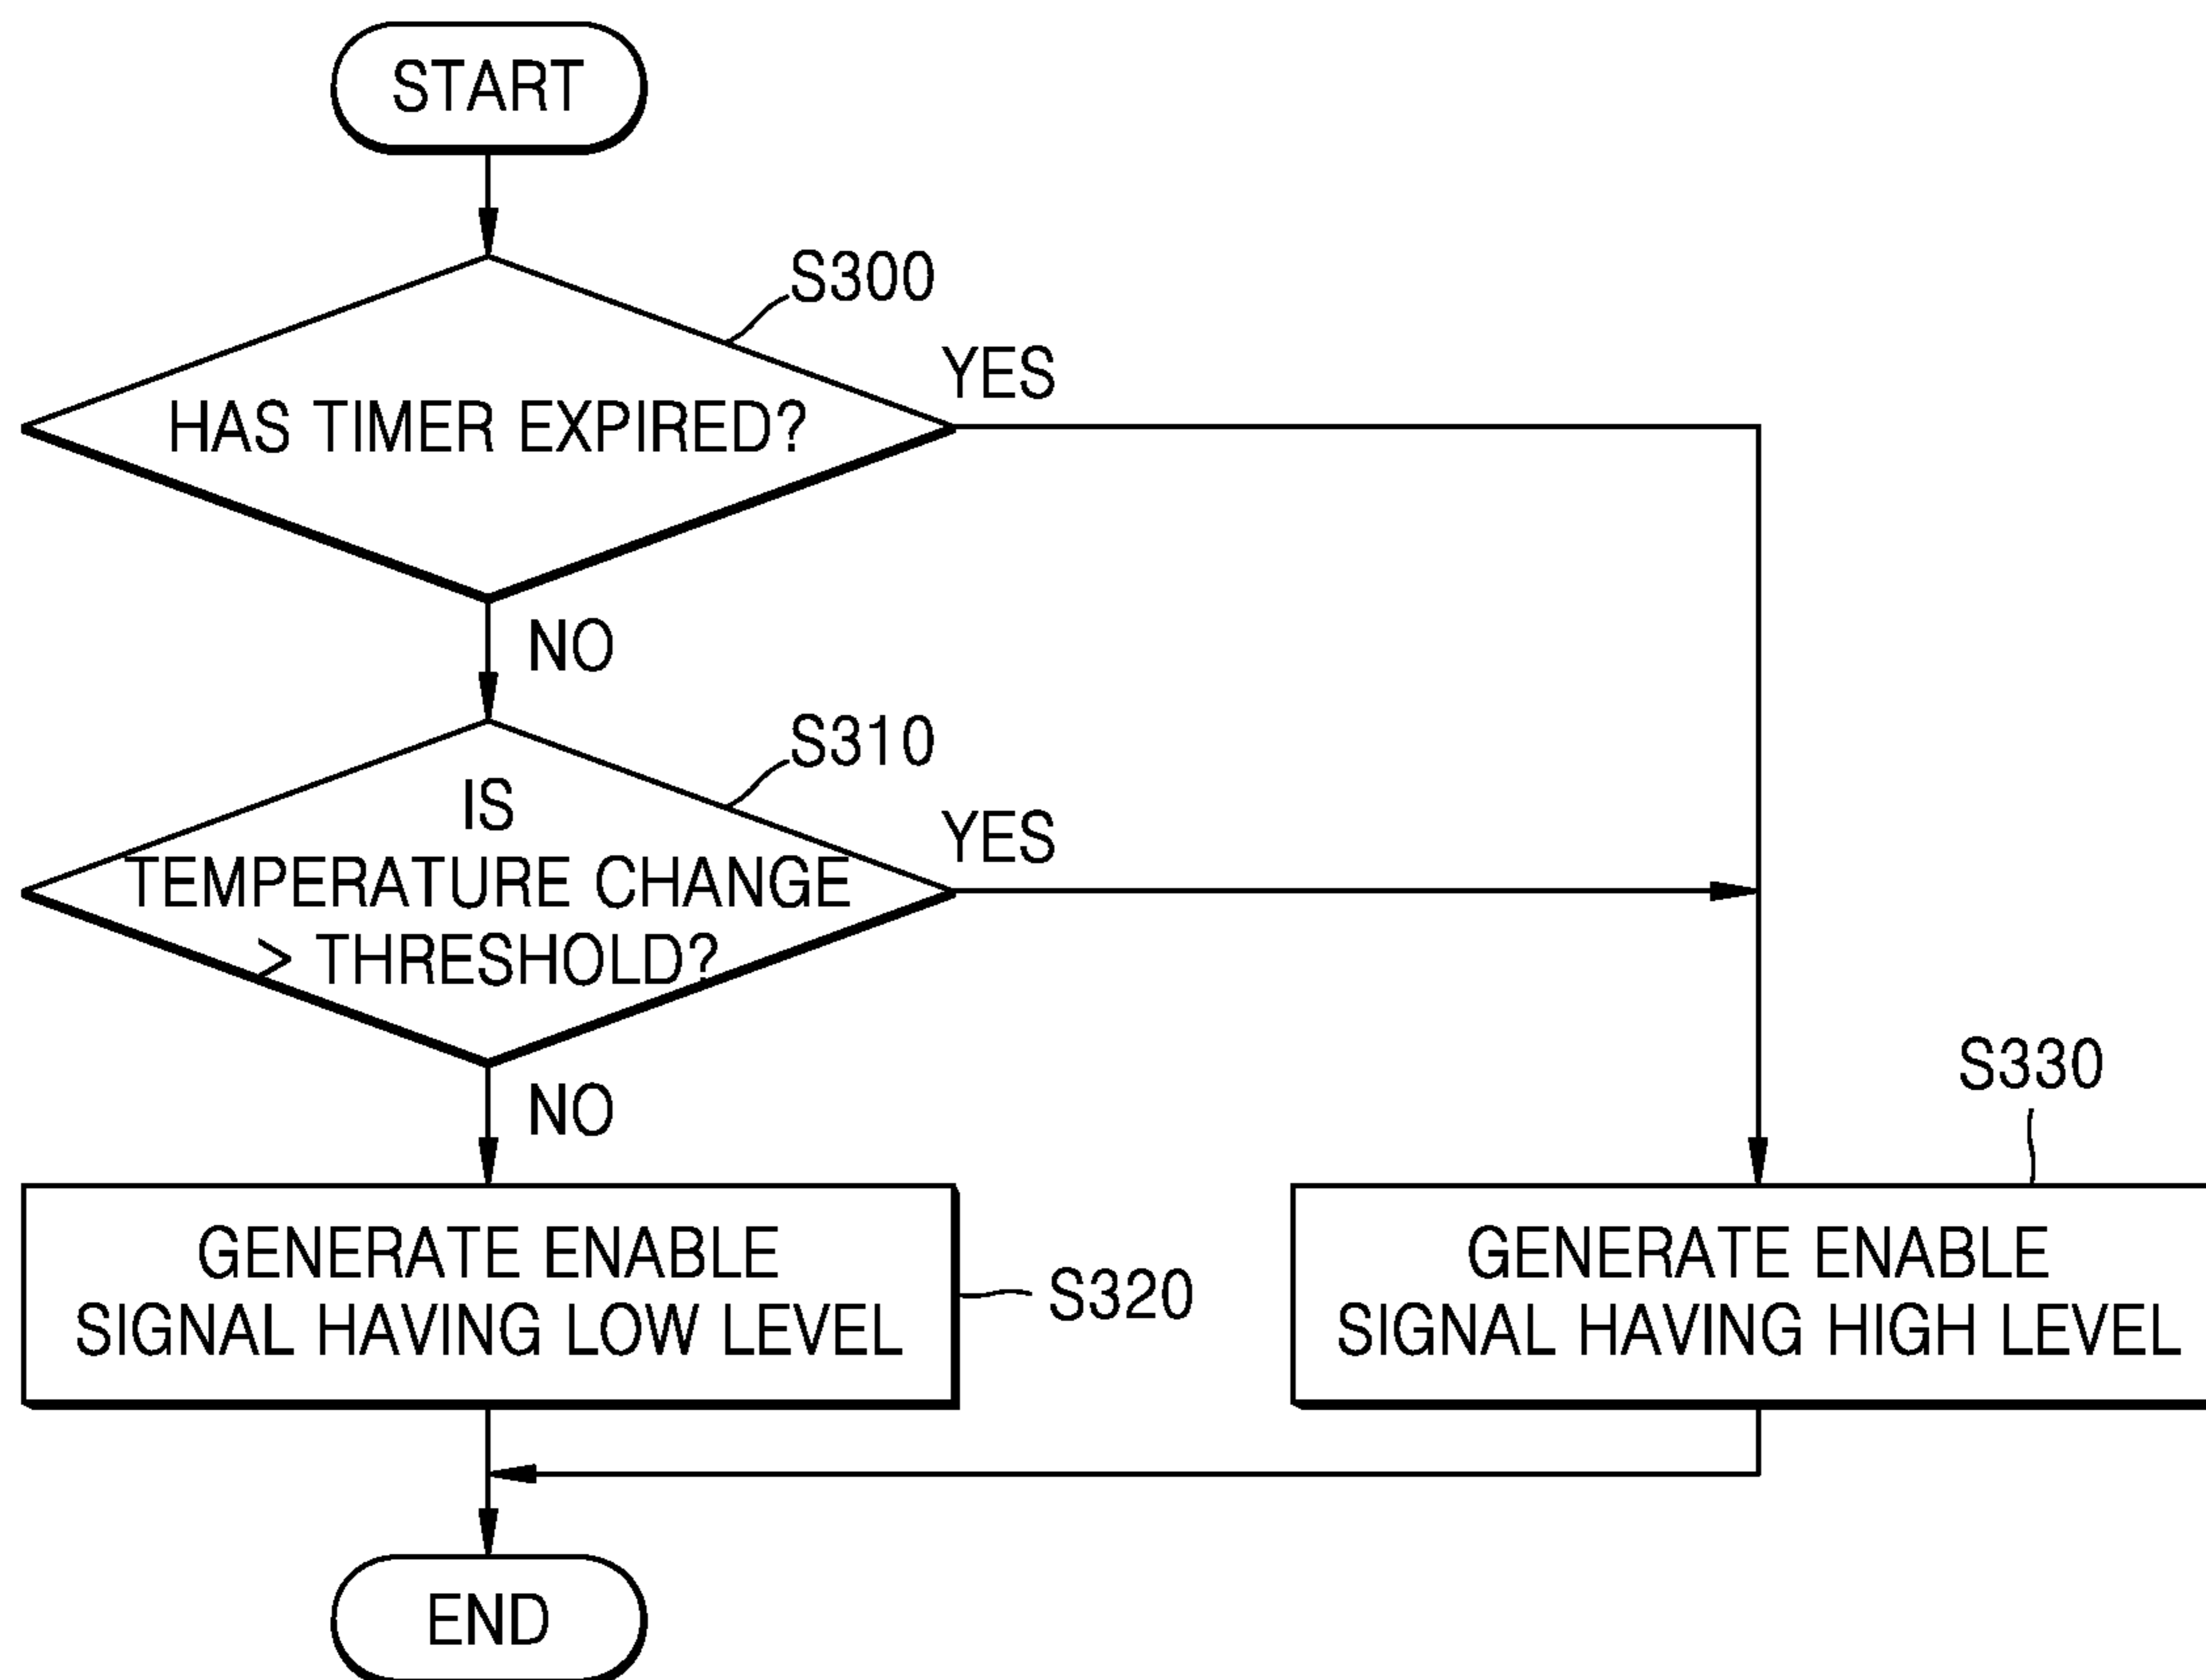 START
S300
YES
HAS TIMER EXPIRED?
NO
S310
IS
YES
TEMPERATURE CHANGE
> THRESHOLD?
NO
S330
GENERATE ENABLE
SIGNAL HAVING LOW LEVEL
S320
GENERATE ENABLE
SIGNAL HAVING HIGH LEVEL
END